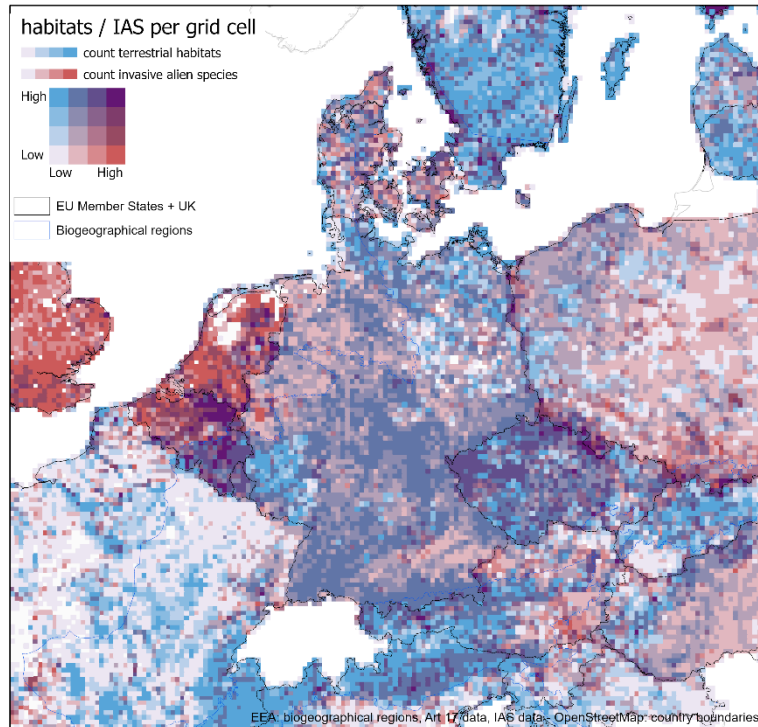 habitats / IAS per grid cell
count terrestrial habitats
count invasive alien species
High
Low
Low High
EU Member States + UK
Biogeographical regions
EEA: biogeographical regions, Art 17 data, IAS data - OpenStreetMap: country boundaries